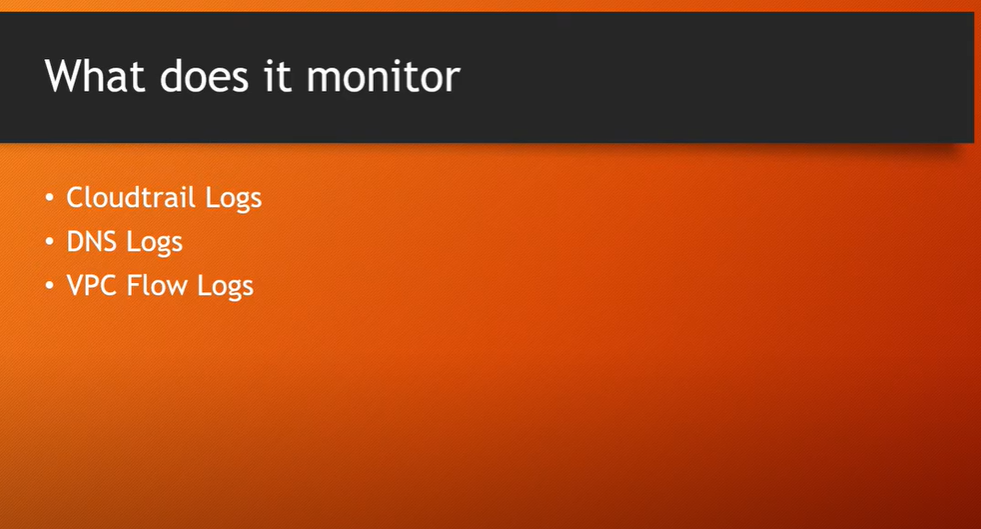 What does it monitor
• Cloudtrail Logs
• DNS Logs
• VPC Flow Logs